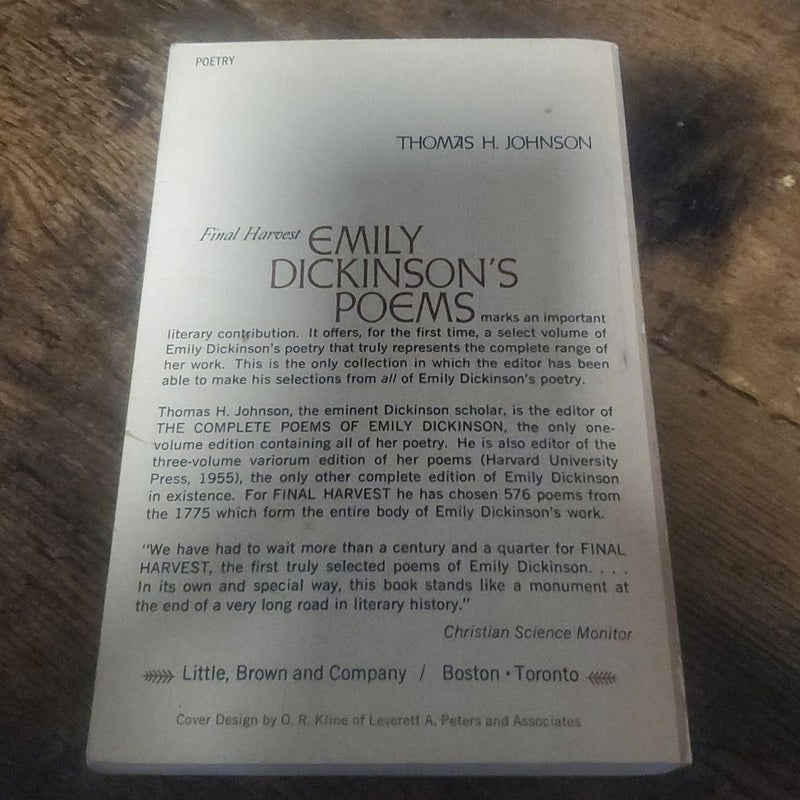 POETRY
THOMAS H. JOHNSON
Final Harvest EMILY
DICKINSON'S
POEMS marks an important
literary contribution. It offers, for the first time, a select volume of
Emily Dickinson's poetry that truly represents the complete range of
her work. This is the only collection in which the editor has been
able to make his selections from all of Emily Dickinson's poetry.
Thomas H. Johnson, the eminent Dickinson scholar, is the editor of
THE COMPLETE POEMS OF EMILY DICKINSON, the only one-
volume edition containing all of her poetry. He is also editor of the
three-volume variorum edition of her poems (Harvard University
Press, 1955), the only other complete edition of Emily Dickinson
in existence. For FINAL HARVEST he has chosen 576 poems from
the 1775 which form the entire body of Emily Dickinson's work.
"We have had to wait more than a century and a quarter for FINAL
HARVEST, the first truly selected poems of Emily Dickinson. . . .
In its own and special way, this book stands like a monument at
the end of a very long road in literary history."
Christian Science Monitor
Little, Brown and Company / Boston • Toronto
Cover Design by O. R. Kline of Leverett A. Peters and Associates